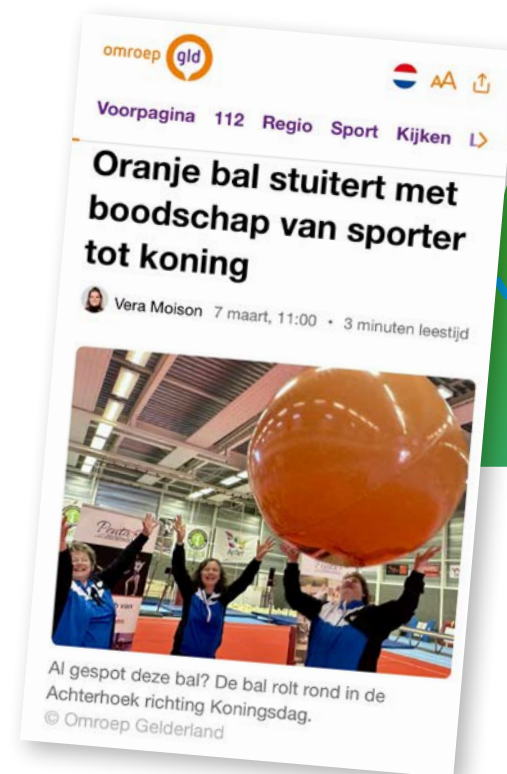 omroep gld
AA
Voorpagina 112 Regio Sport Kijken
Oranje bal stuitert met
boodschap van sporter
tot koning
Vera Moison 7 maart, 11:00 • 3 minuten leestijd
Penta
Actief
Al gespot deze bal? De bal rolt rond in de
Achterhoek richting Koningsdag.
© Omroep Gelderland